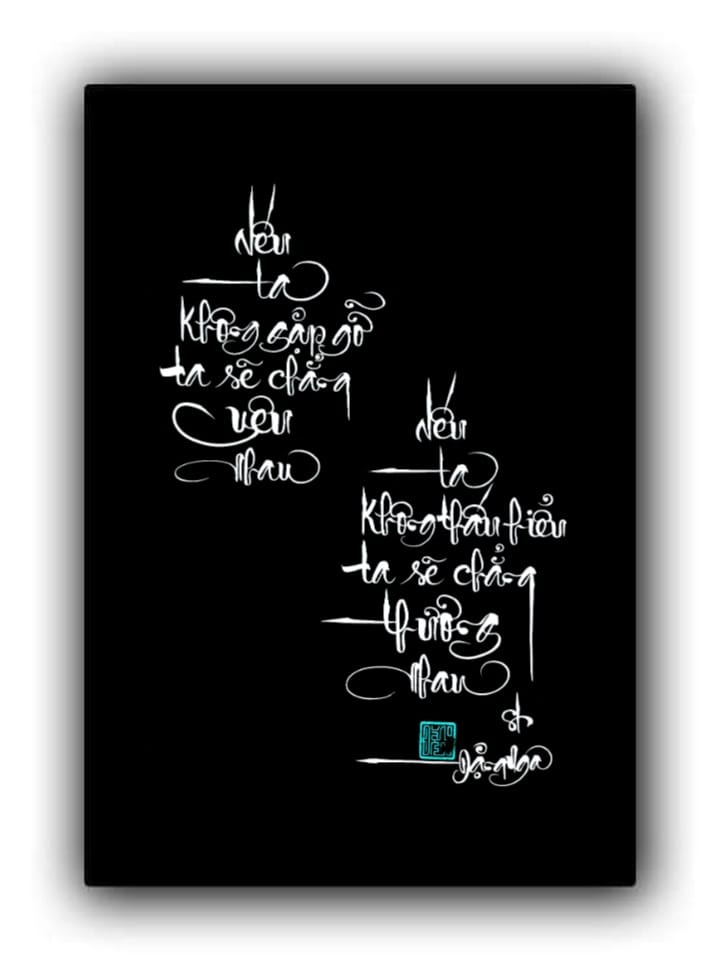 Nếu
ta
không gặp gỡ
ta sẽ chẳng
yêu
nhau
Nếu
ta
không thấu hiểu
ta sẽ chẳng
thương
nhau
st